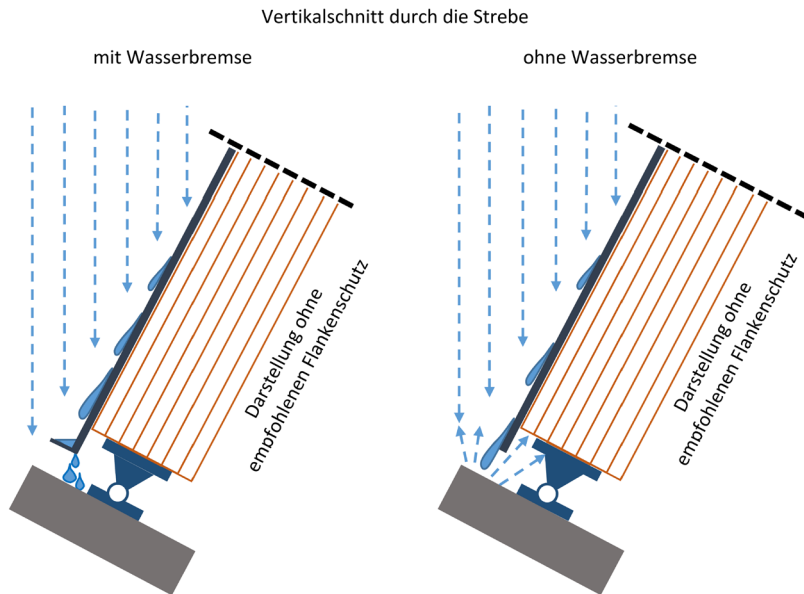 Vertikalschnitt durch die Strebe
mit Wasserbremse
ohne Wasserbremse
Darstellung ohne
empfohlenen Flankenschutz
Darstellung ohne
empfohlenen Flankenschutz